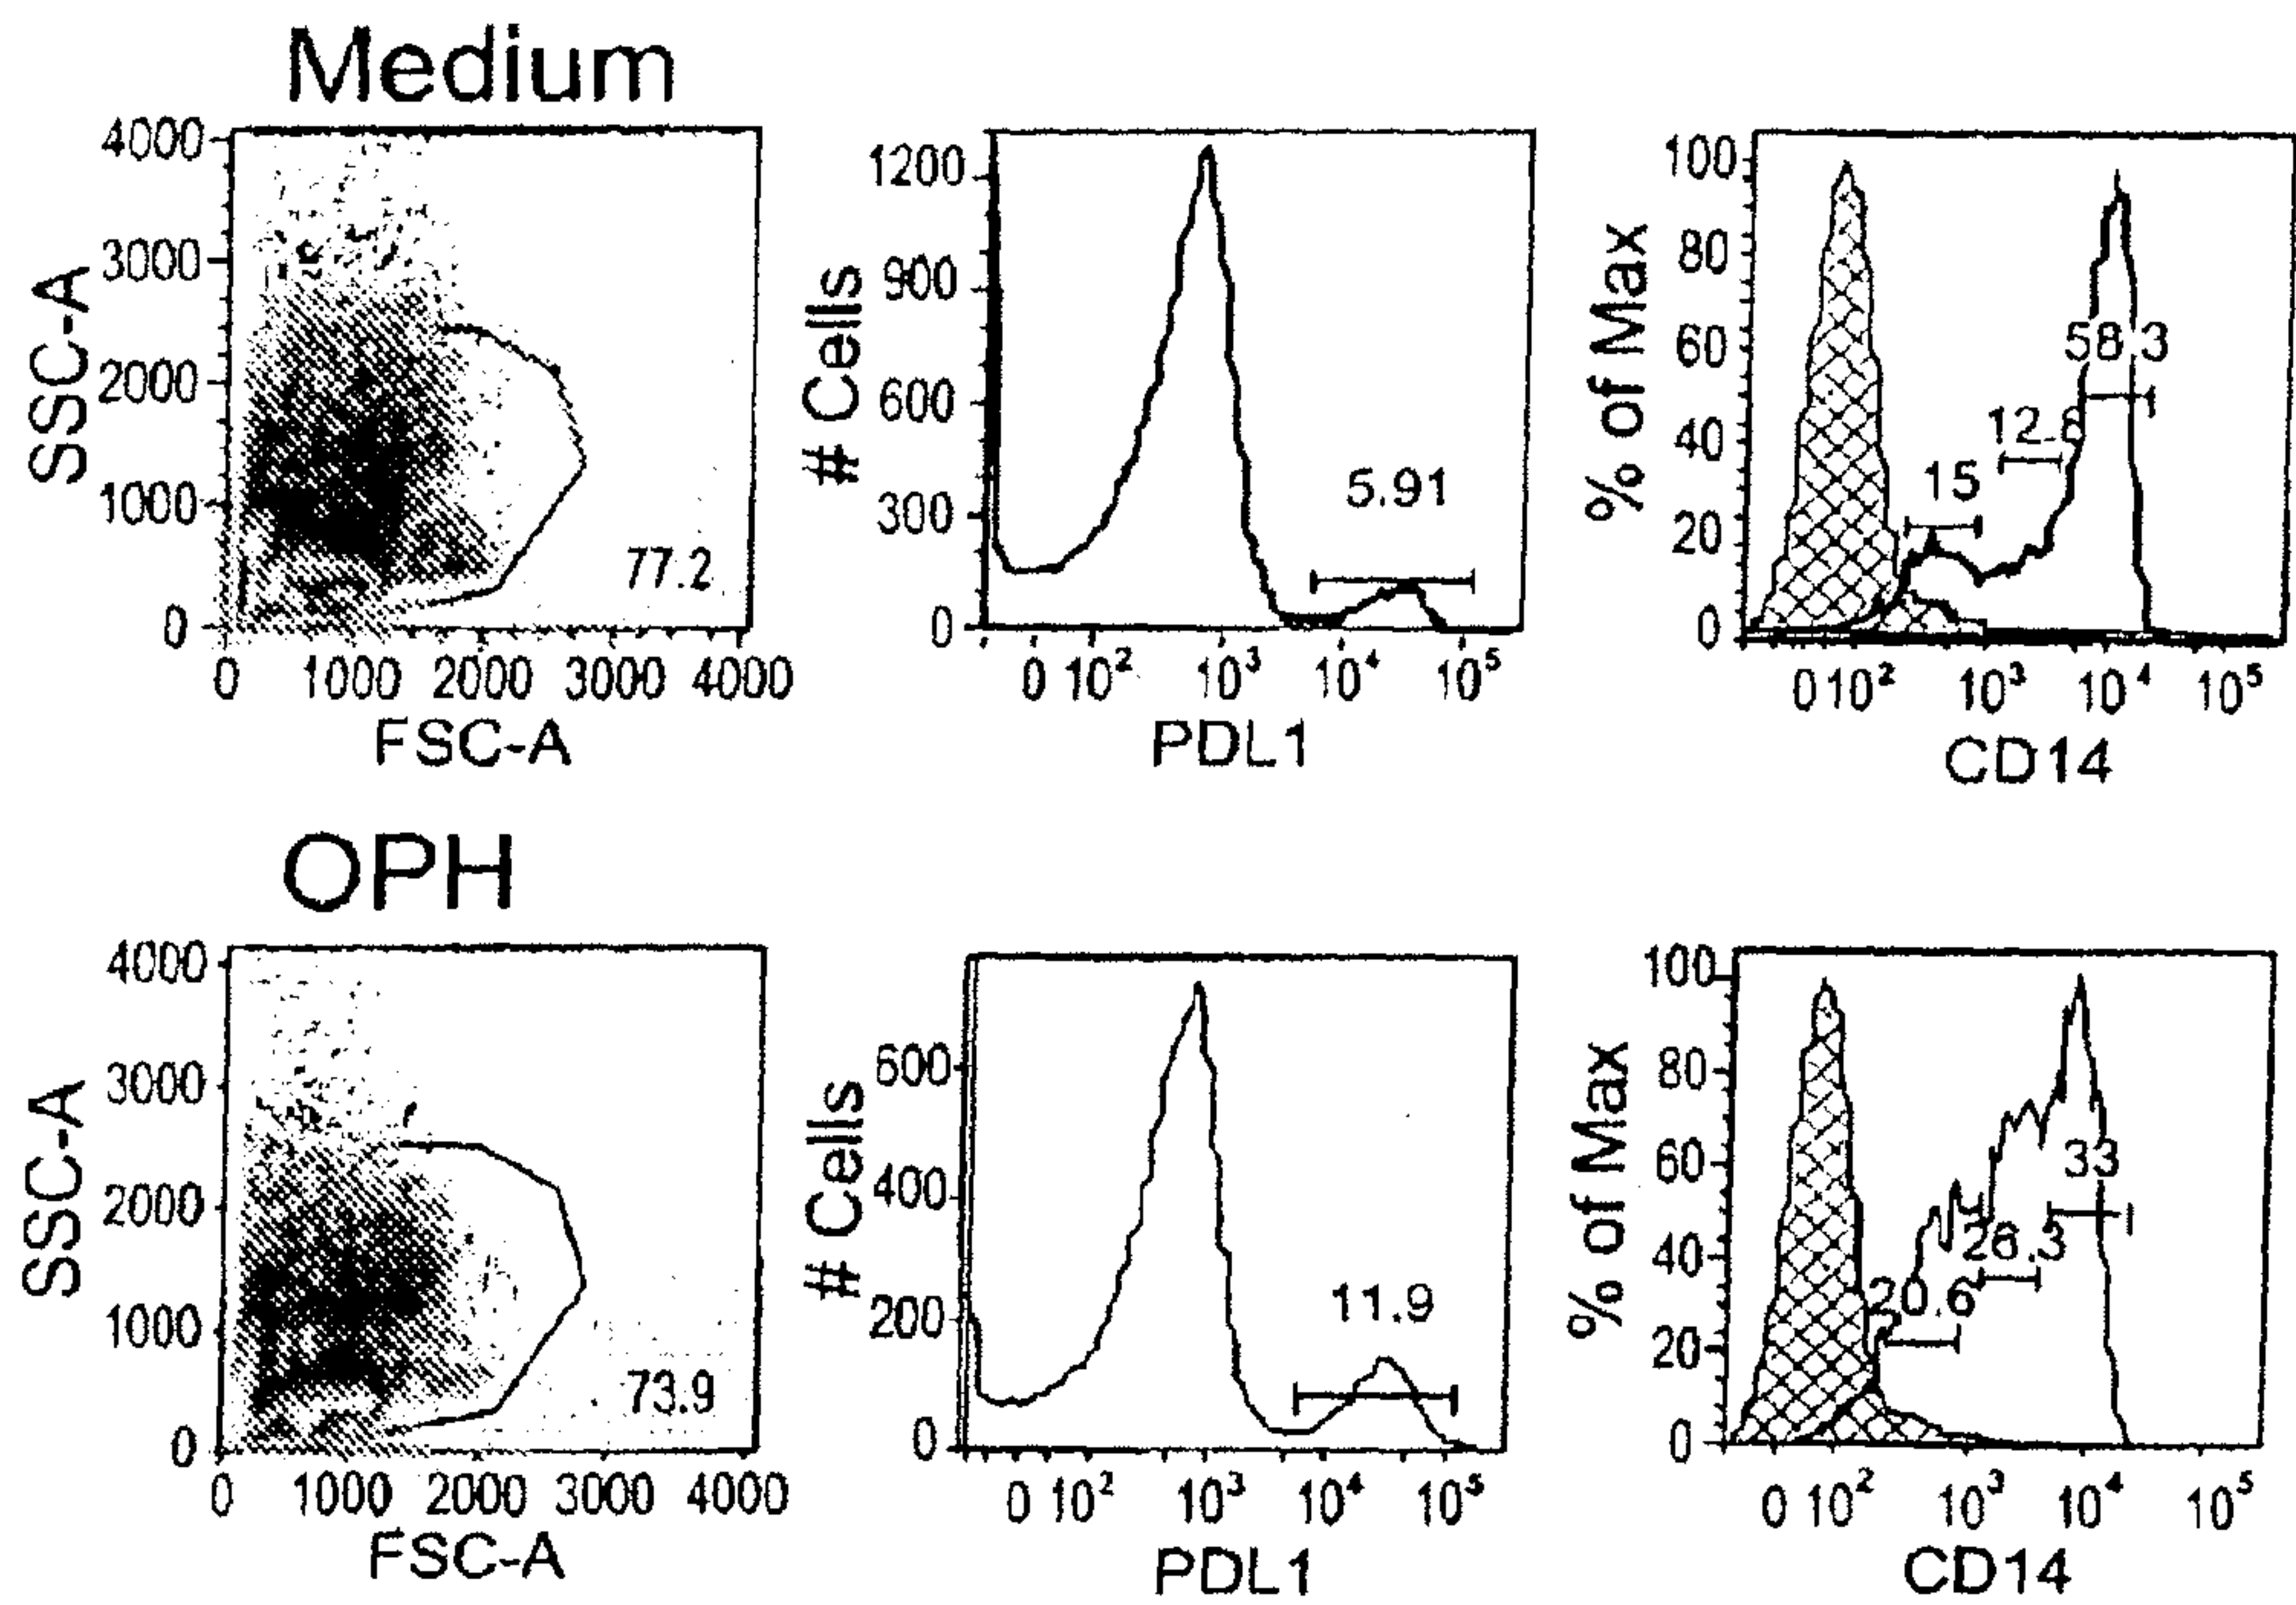 Medium
4000
3000
2000
1000
0
SSC-A
77.2
0 1000 2000 3000 4000
FSC-A
1200
900
600
300
0
# Cells
5.91
0 10² 10³ 10⁴ 10⁵
PDL1
100
80
60
40
20
0
% of Max
58.3
12.6
15
0 10² 10³ 10⁴ 10⁵
CD14
OPH
4000
3000
2000
1000
0
SSC-A
73.9
0 1000 2000 3000 4000
FSC-A
600
400
200
0
# Cells
11.9
0 10² 10³ 10⁴ 10⁵
PDL1
100
80
60
40
20
0
% of Max
33
26.3
20.6
0 10² 10³ 10⁴ 10⁵
CD14